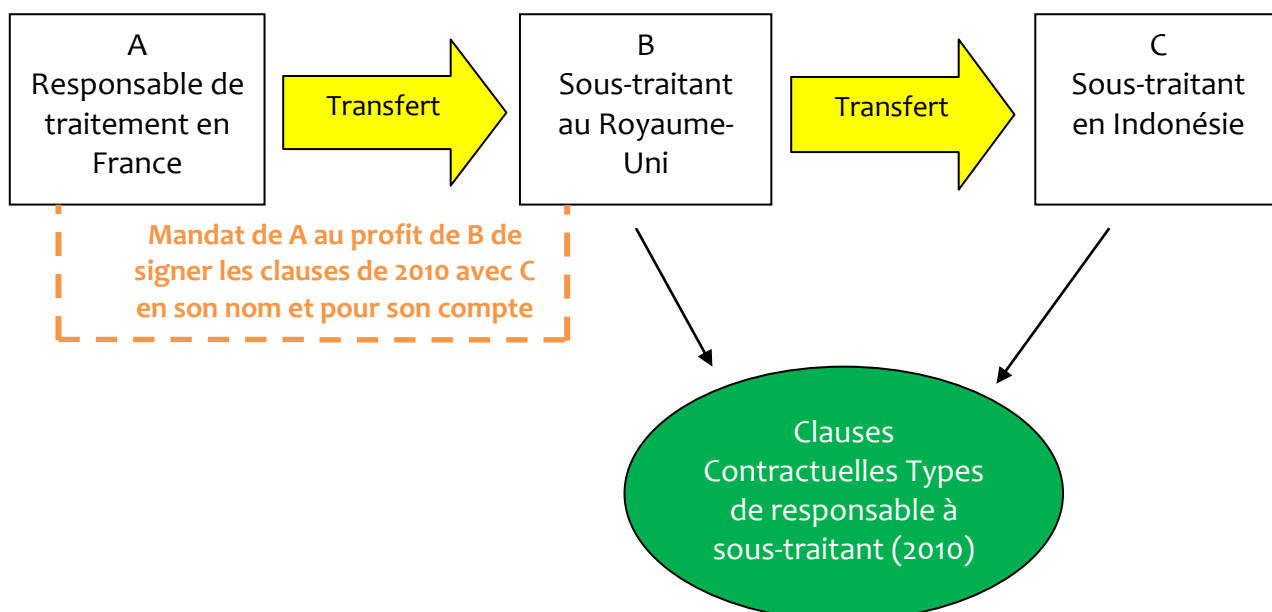 A
Responsable de
traitement en
France
Transfert
B
Sous-traitant
au Royaume-
Uni
Transfert
C
Sous-traitant
en Indonésie
Mandat de A au profit de B de
signer les clauses de 2010 avec C
en son nom et pour son compte
Clauses
Contractuelles Types
de responsable à
sous-traitant (2010)